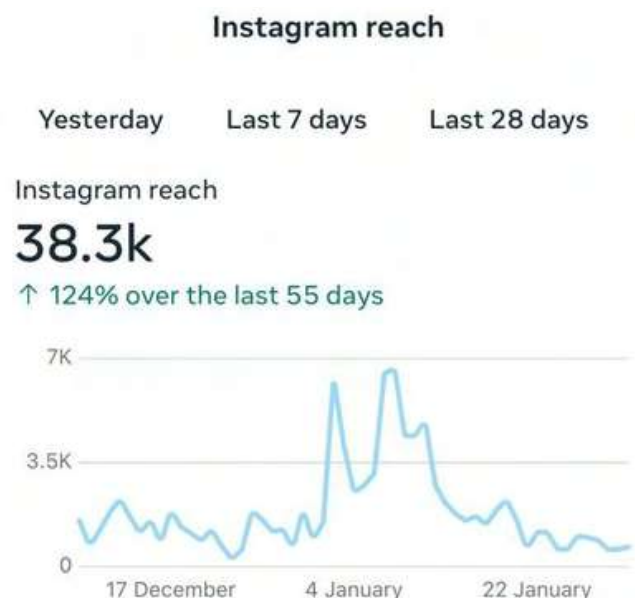 Instagram reach
Yesterday Last 7 days Last 28 days
Instagram reach
38.3k
↑ 124% over the last 55 days
7K
3.5K
0
17 December 4 January 22 January